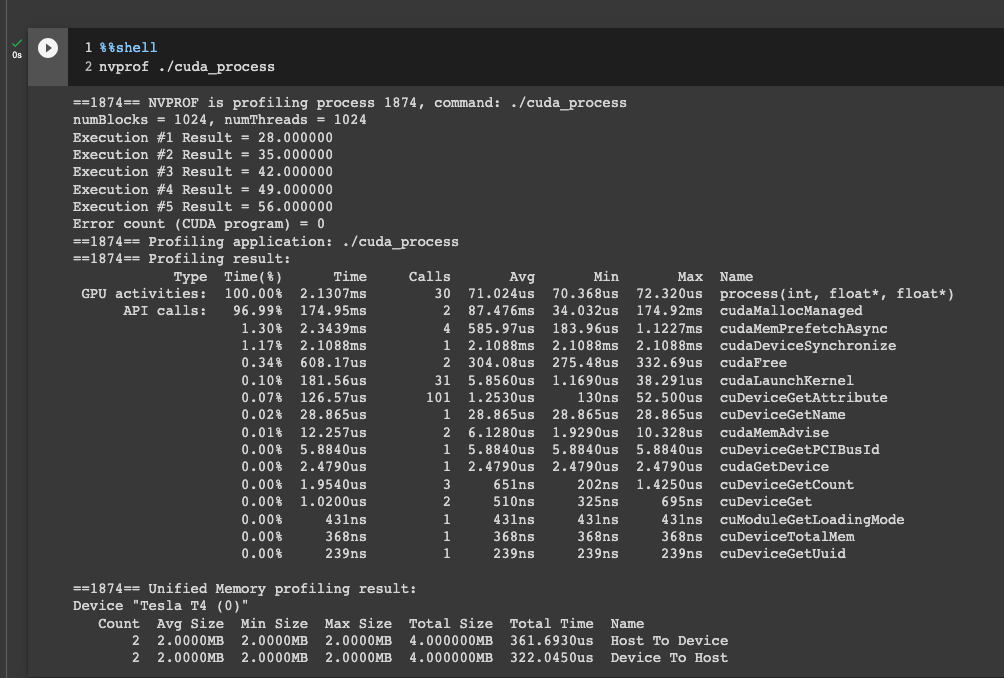 0s
1 %%shell
2 nvprof ./cuda_process
==1874== NVPROF is profiling process 1874, command: ./cuda_process
numBlocks = 1024, numThreads = 1024
Execution #1 Result = 28.000000
Execution #2 Result = 35.000000
Execution #3 Result = 42.000000
Execution #4 Result = 49.000000
Execution #5 Result = 56.000000
Error count (CUDA program) = 0
==1874== Profiling application: ./cuda_process
==1874== Profiling result:
Type Time(%) Time Calls Avg Min Max Name
GPU activities: 100.00% 2.1307ms 30 71.024us 70.368us 72.320us process(int, float*, float*)
API calls: 96.99% 174.95ms 2 87.476ms 34.032us 174.92ms cudaMallocManaged
1.30% 2.3439ms 4 585.97us 183.96us 1.1227ms cudaMemPrefetchAsync
1.17% 2.1088ms 1 2.1088ms 2.1088ms 2.1088ms cudaDeviceSynchronize
0.34% 608.17us 2 304.08us 275.48us 332.69us cudaFree
0.10% 181.56us 31 5.8560us 1.1690us 38.291us cudaLaunchKernel
0.07% 126.57us 101 1.2530us 130ns 52.500us cuDeviceGetAttribute
0.02% 28.865us 1 28.865us 28.865us 28.865us cuDeviceGetName
0.01% 12.257us 2 6.1280us 1.9290us 10.328us cudaMemAdvise
0.00% 5.8840us 1 5.8840us 5.8840us 5.8840us cuDeviceGetPCIBusId
0.00% 2.4790us 1 2.4790us 2.4790us 2.4790us cudaGetDevice
0.00% 1.9540us 3 651ns 202ns 1.4250us cuDeviceGetCount
0.00% 1.0200us 2 510ns 325ns 695ns cuDeviceGet
0.00% 431ns 1 431ns 431ns 431ns cuModuleGetLoadingMode
0.00% 368ns 1 368ns 368ns 368ns cuDeviceTotalMem
0.00% 239ns 1 239ns 239ns 239ns cuDeviceGetUuid
==1874== Unified Memory profiling result:
Device "Tesla T4 (0)"
Count Avg Size Min Size Max Size Total Size Total Time Name
2 2.0000MB 2.0000MB 2.0000MB 4.000000MB 361.6930us Host To Device
2 2.0000MB 2.0000MB 2.0000MB 4.000000MB 322.0450us Device To Host